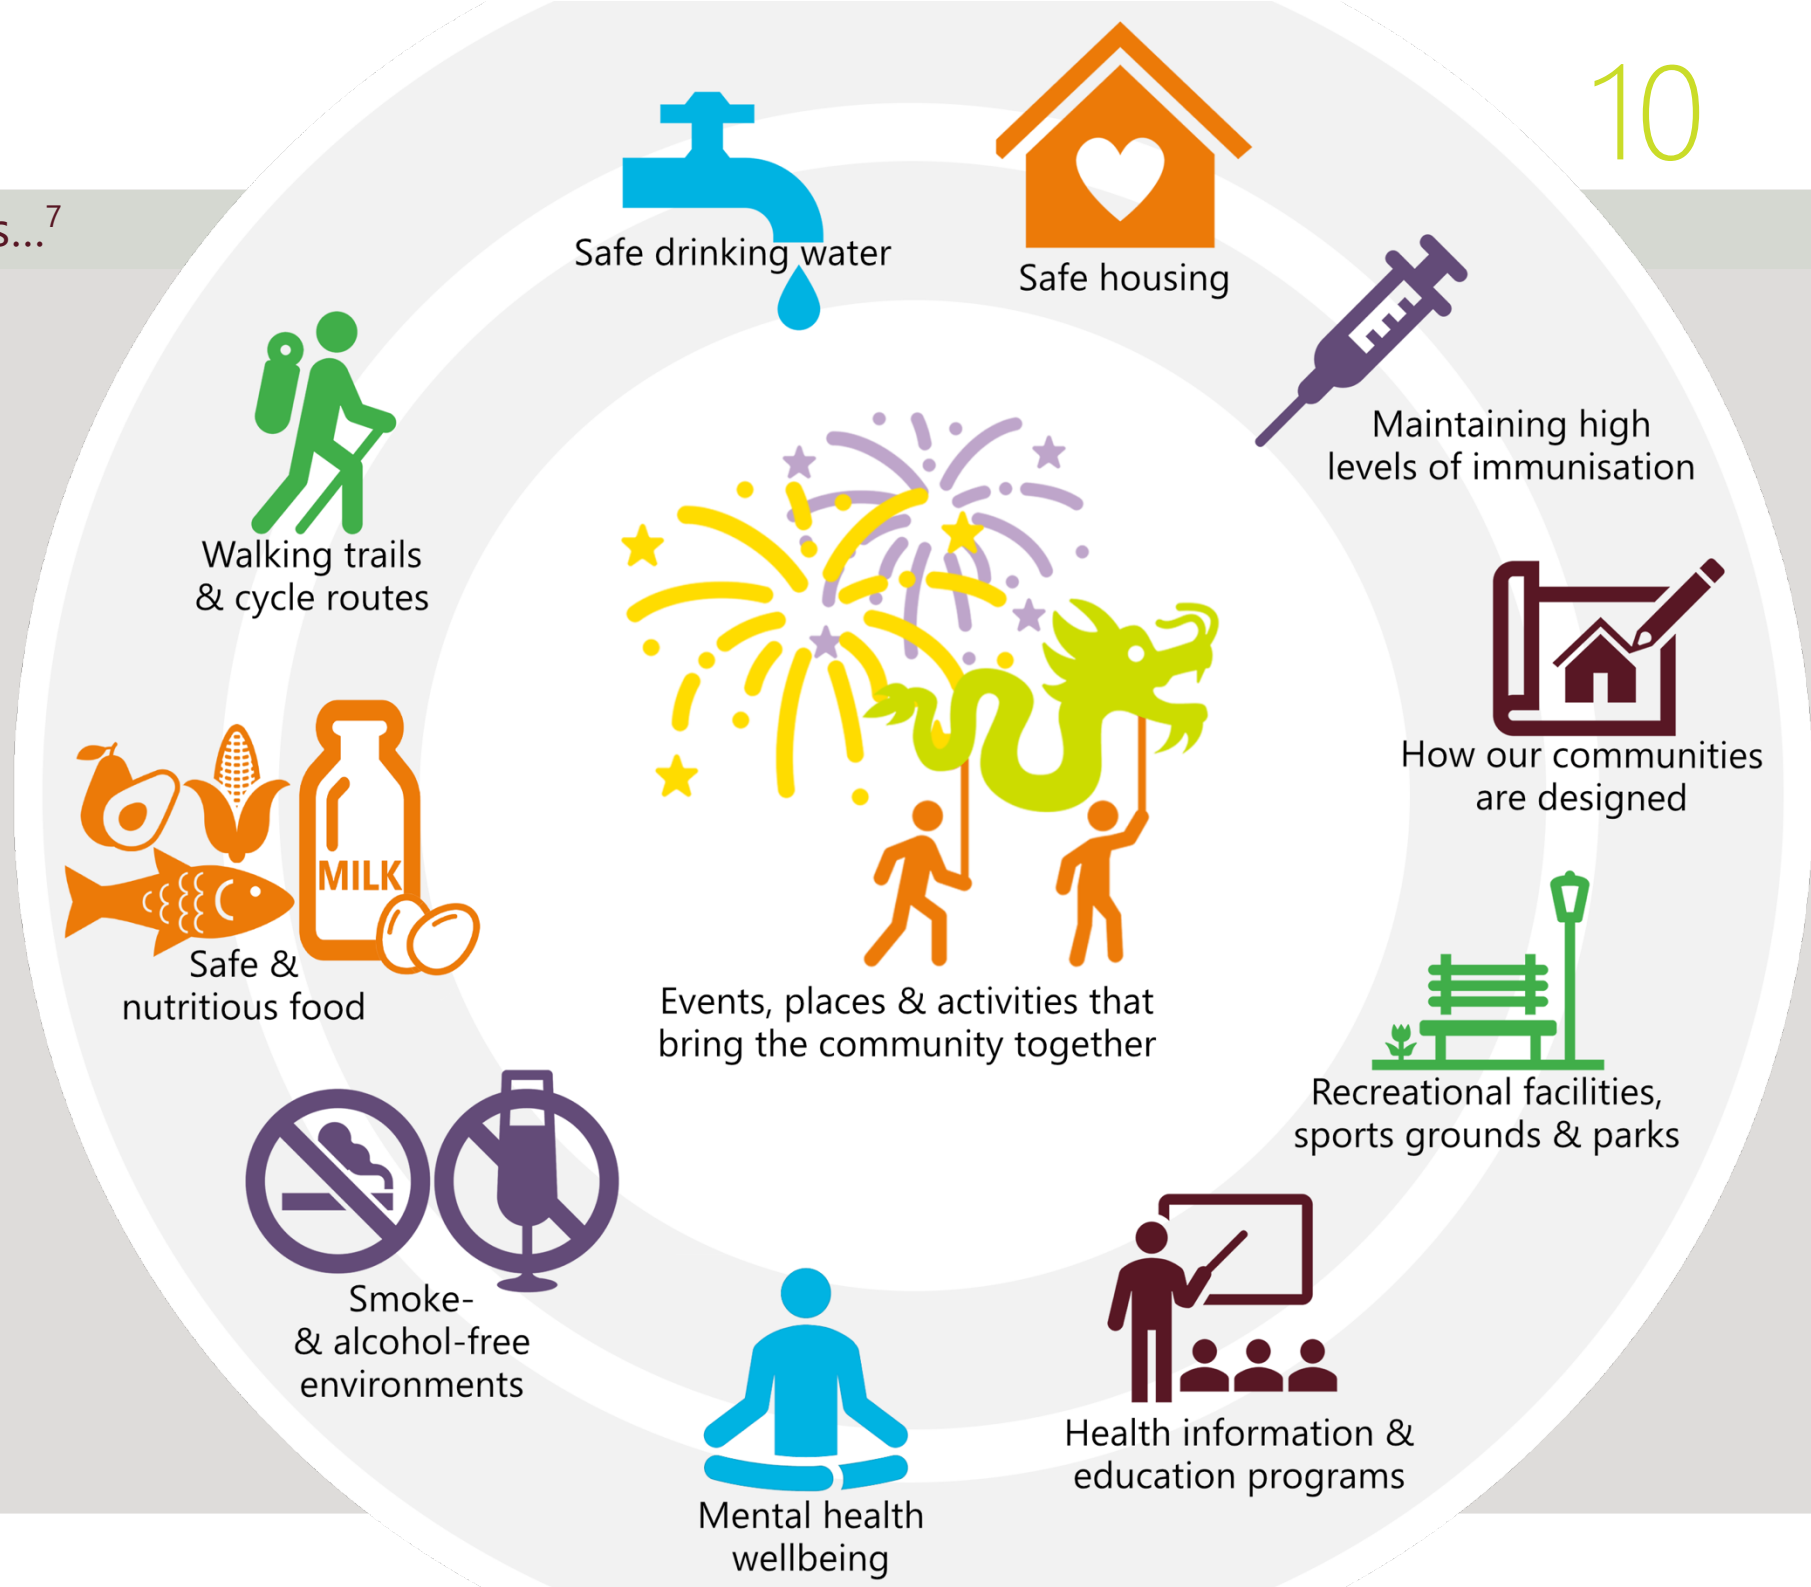 10
s...7
Safe drinking water
Safe housing
Maintaining high
levels of immunisation
Walking trails
& cycle routes
How our communities
are designed
MILK
Safe &
nutritious food
Events, places & activities that
bring the community together
Recreational facilities,
sports grounds & parks
Smoke-
& alcohol-free
environments
Health information &
education programs
Mental health
wellbeing